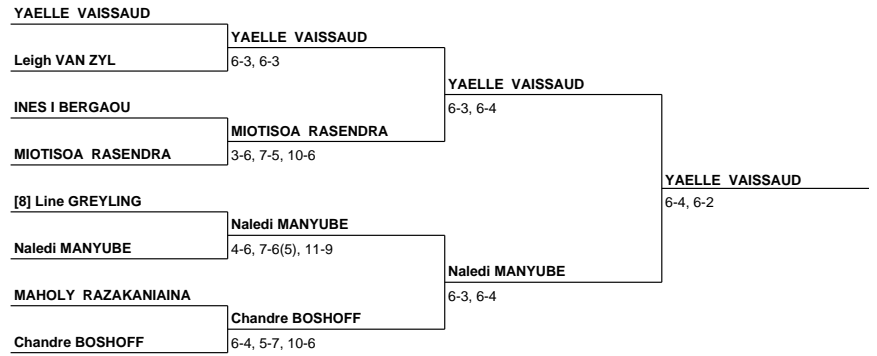 YAELLE VAISSAUD
YAELLE VAISSAUD
Leigh VAN ZYL
6-3, 6-3
YAELLE VAISSAUD
6-3, 6-4
INES I BERGAOU
MIOTISOA RASENDRA
MIOTISOA RASENDRA
3-6, 7-5, 10-6
YAELLE VAISSAUD
6-4, 6-2
[8] Line GREYLING
Naledi MANYUBE
Naledi MANYUBE
4-6, 7-6(5), 11-9
Naledi MANYUBE
6-3, 6-4
MAHOLY RAZAKANIAINA
Chandre BOSHOFF
Chandre BOSHOFF
6-4, 5-7, 10-6